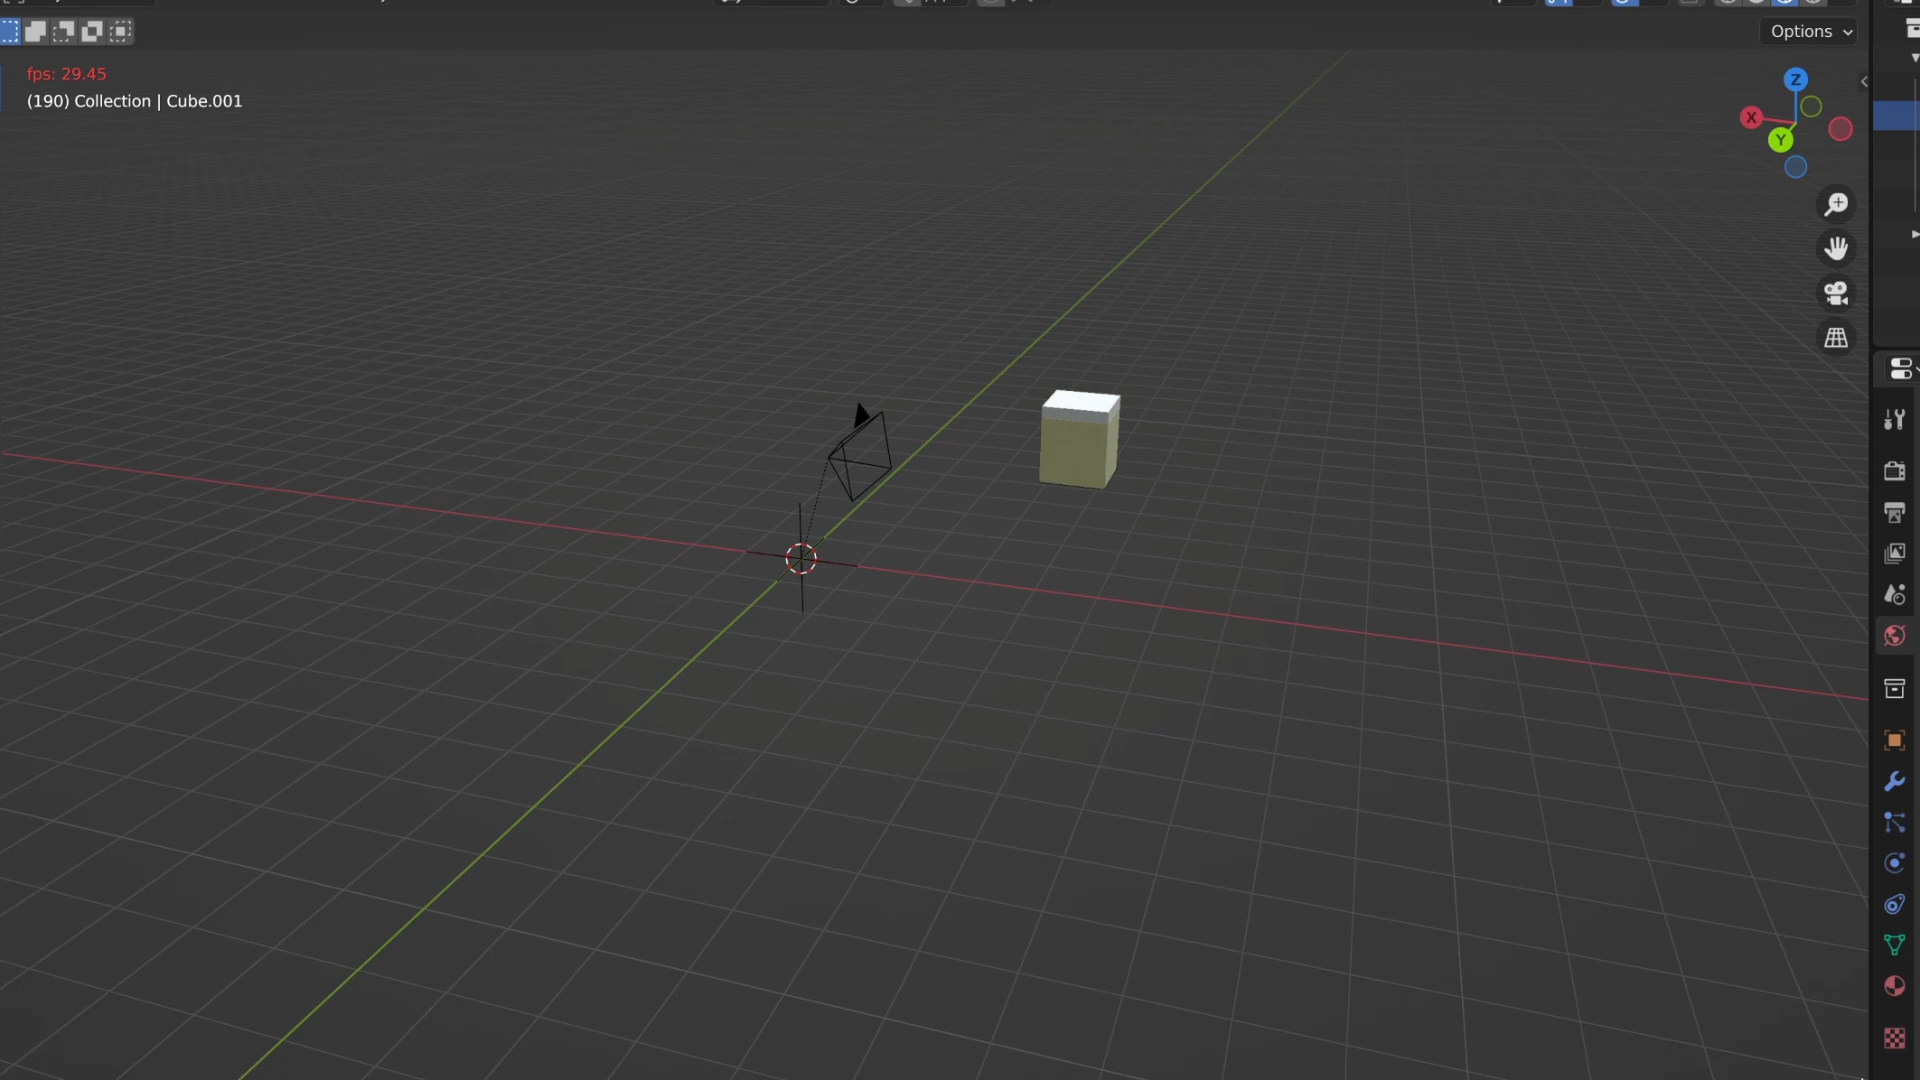 Options
fps: 29.45
(190) Collection | Cube.001
Z
X
Y